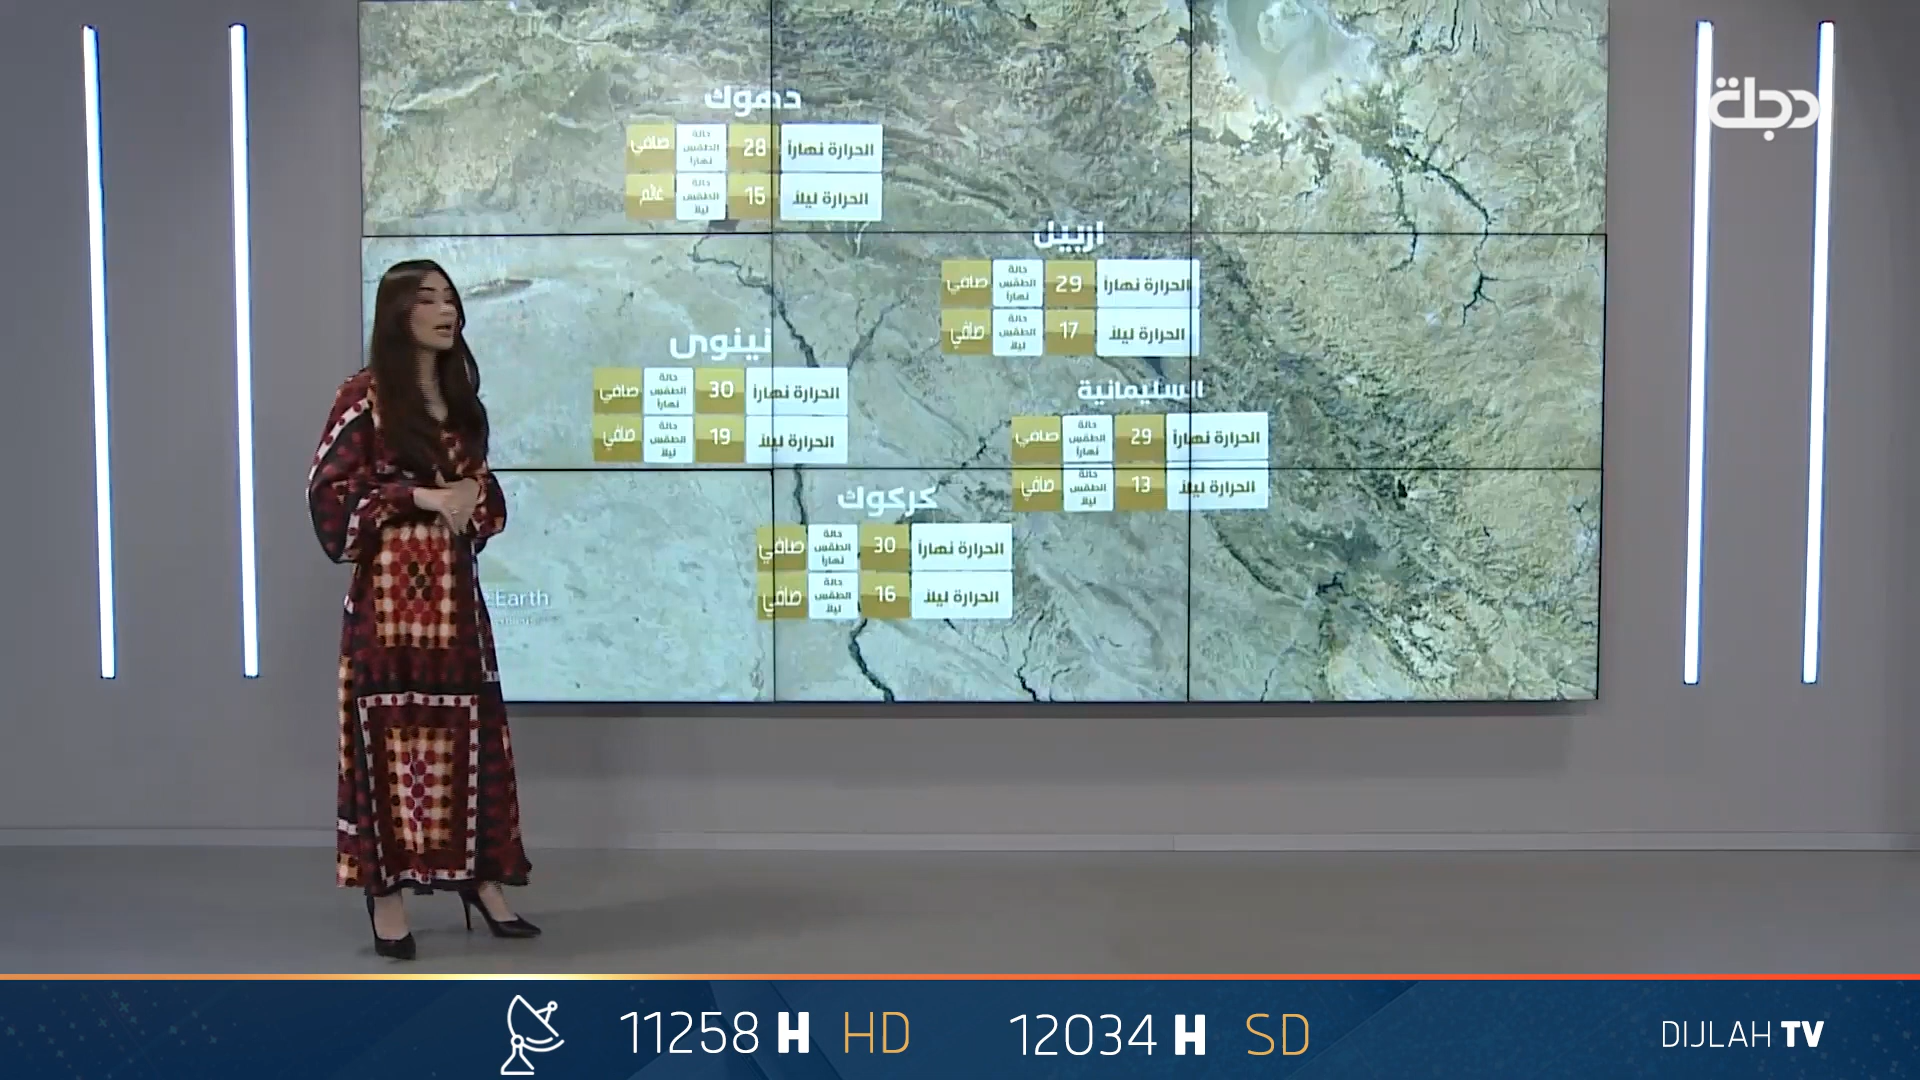 دجلة
دهوك
الحرارة نهاراً 28 حالة الطقس نهاراً صافي
الحرارة ليلاً 15 حالة الطقس ليلاً غائم
اربيل
الحرارة نهاراً 29 حالة الطقس نهاراً صافي
الحرارة ليلاً 17 حالة الطقس ليلاً صافي
نينوى
الحرارة نهاراً 30 حالة الطقس نهاراً صافي
الحرارة ليلاً 19 حالة الطقس ليلاً صافي
السليمانية
الحرارة نهاراً 29 حالة الطقس نهاراً صافي
الحرارة ليلاً 13 حالة الطقس ليلاً صافي
كركوك
الحرارة نهاراً 30 حالة الطقس نهاراً صافي
الحرارة ليلاً 16 حالة الطقس ليلاً صافي
Earth
11258 H HD 12034 H SD DIJLAH TV